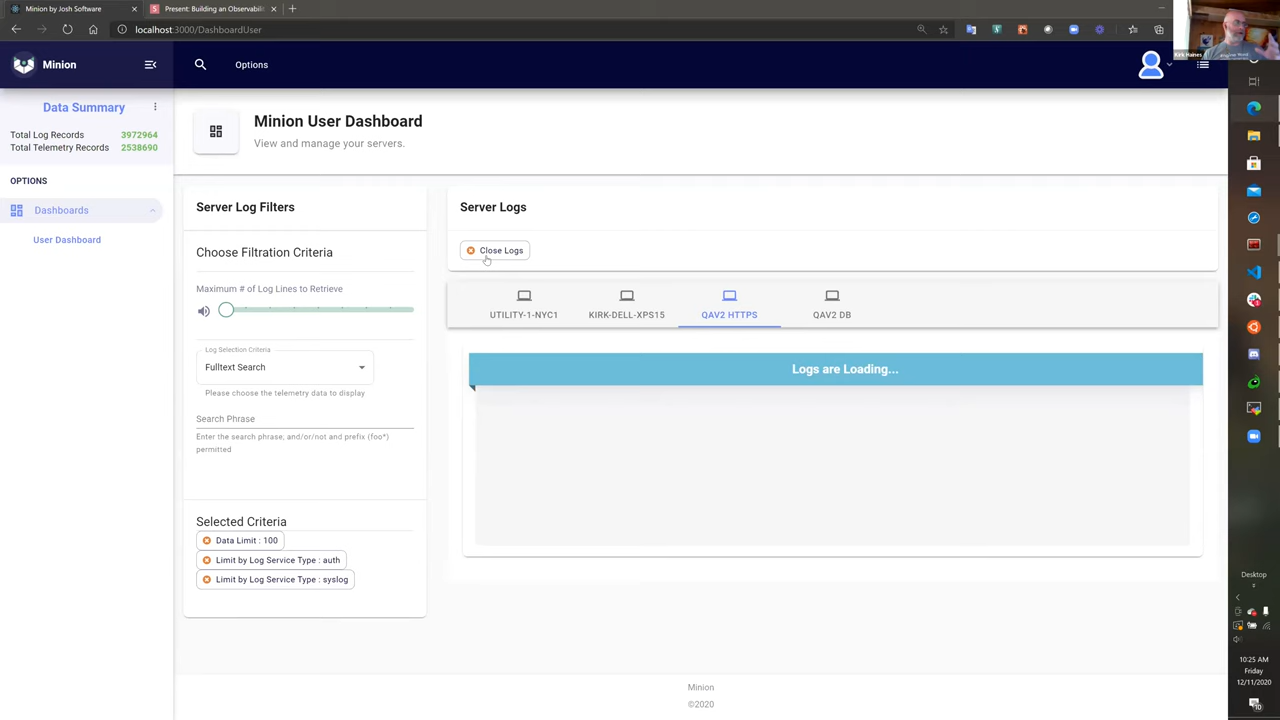 Minion by Josh Software
Present: Building an Observabili
localhost:3000/DashboardUser
Kirk Haines
Minion
Options
Data Summary
Total Log Records 3972964
Total Telemetry Records 2538690
OPTIONS
Dashboards
User Dashboard
Minion User Dashboard
View and manage your servers.
Server Log Filters
Choose Filtration Criteria
Maximum # of Log Lines to Retrieve
Log Selection Criteria
Fulltext Search
Please choose the telemetry data to display
Search Phrase
Enter the search phrase; and/or/not and prefix (foo*)
permitted
Selected Criteria
Data Limit : 100
Limit by Log Service Type : auth
Limit by Log Service Type : syslog
Server Logs
Close Logs
UTILITY-1-NYC1
KIRK-DELL-XPS15
QAV2 HTTPS
QAV2 DB
Logs are Loading...
Minion
©2020
Desktop
10:25 AM
Friday
12/11/2020